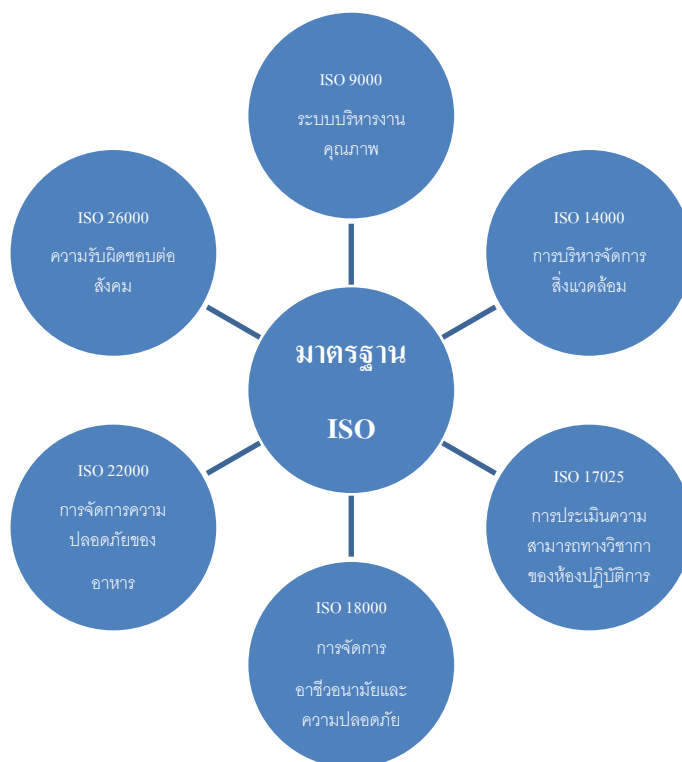 ISO 9000
ระบบบริหารงาน
คุณภาพ
ISO 14000
การบริหารจัดการ
สิ่งแวดล้อม
ISO 17025
การประเมินความ
สามารถทางวิชากา
ของห้องปฏิบัติการ
ISO 18000
การจัดการ
อาชีวอนามัยและ
ความปลอดภัย
ISO 22000
การจัดการความ
ปลอดภัยของ
อาหาร
ISO 26000
ความรับผิดชอบต่อ
สังคม
มาตรฐาน
ISO